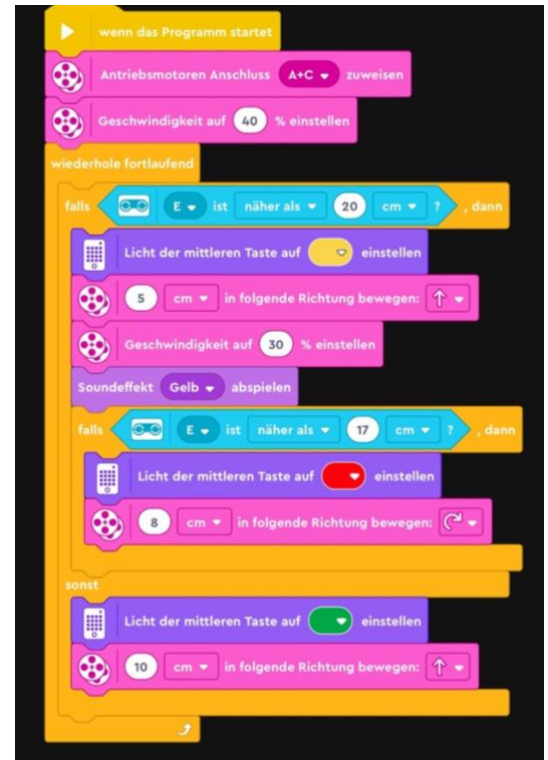 wenn das Programm startet
Antriebsmotoren Anschluss A+C zuweisen
Geschwindigkeit auf 40 % einstellen
wiederhole fortlaufend
falls E ist näher als 20 cm ? , dann
Licht der mittleren Taste auf einstellen
5 cm in folgende Richtung bewegen:
Geschwindigkeit auf 30 % einstellen
Soundeffekt Gelb abspielen
falls E ist näher als 17 cm ? , dann
Licht der mittleren Taste auf einstellen
8 cm in folgende Richtung bewegen:
sonst
Licht der mittleren Taste auf einstellen
10 cm in folgende Richtung bewegen: